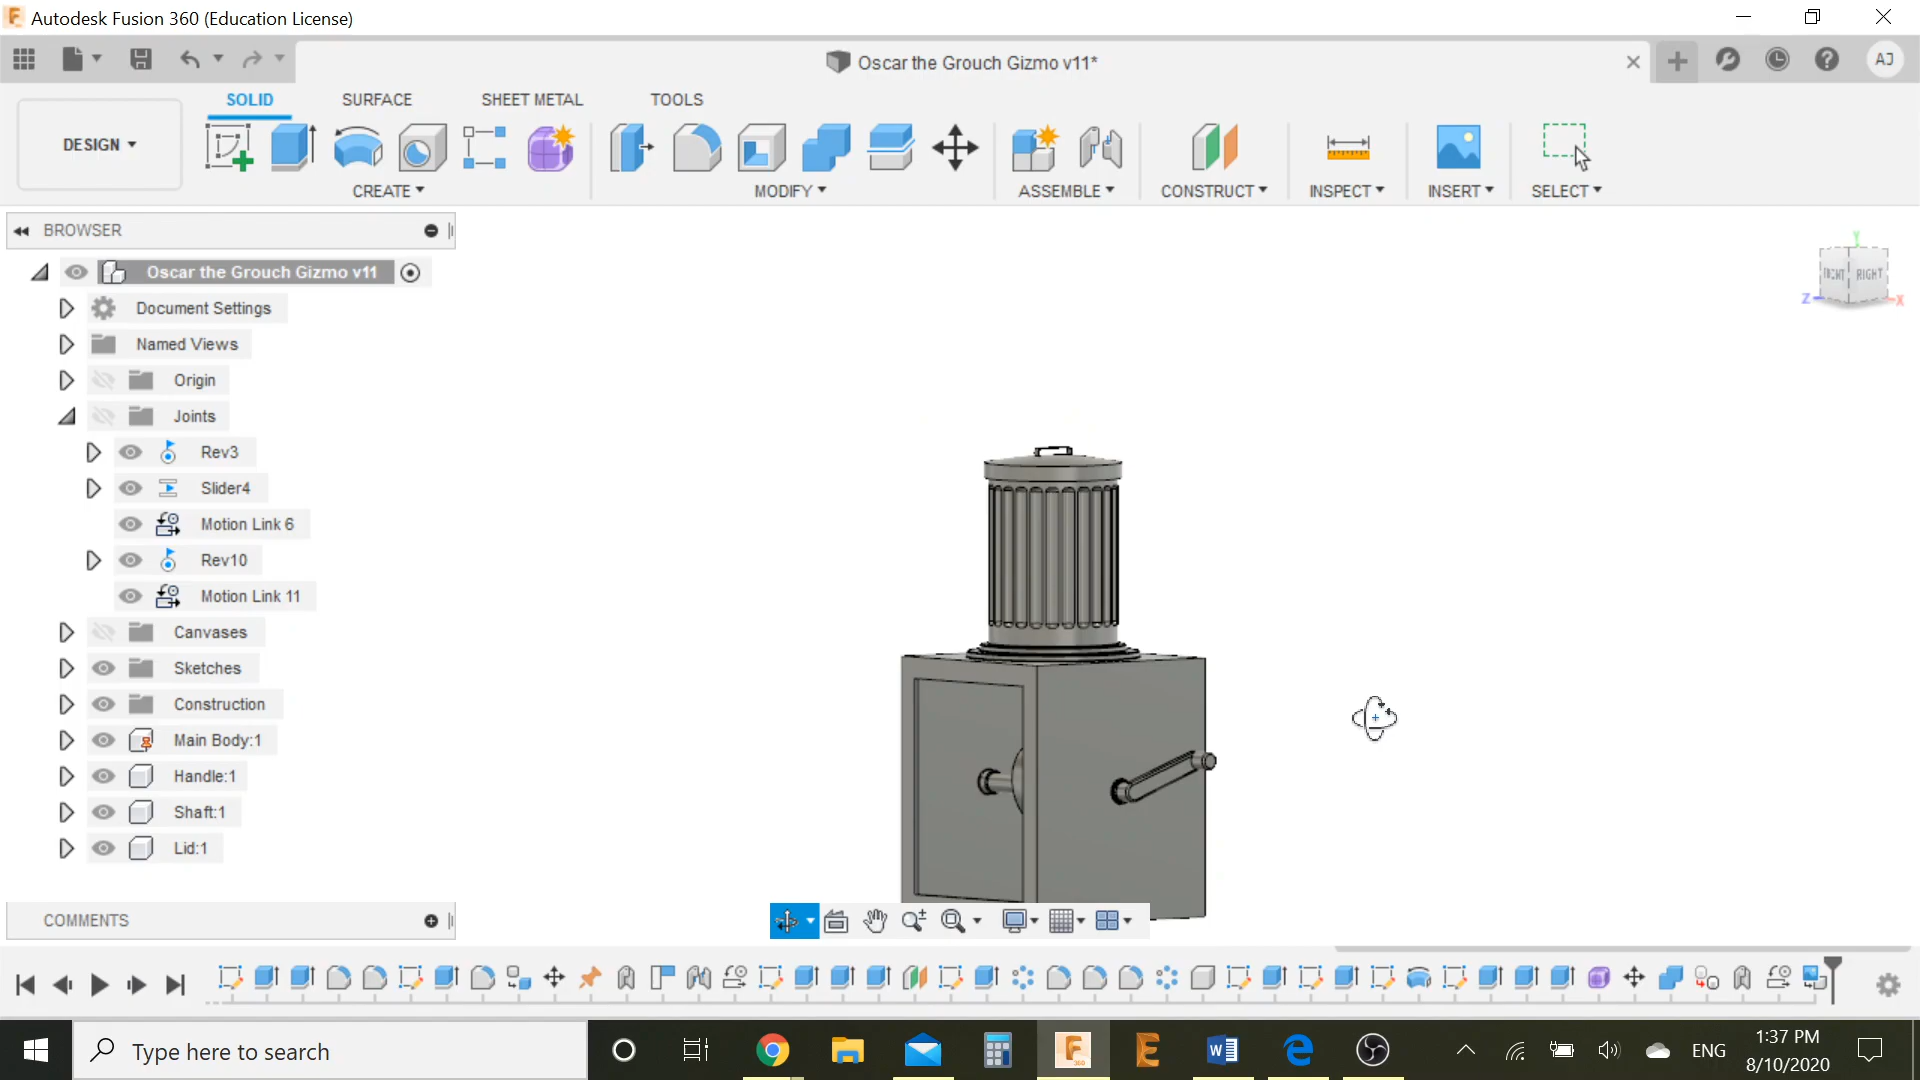 Autodesk Fusion 360 (Education License)
Oscar the Grouch Gizmo v11*
AJ
SOLID SURFACE SHEET METAL TOOLS
DESIGN
CREATE MODIFY ASSEMBLE CONSTRUCT INSPECT INSERT SELECT
BROWSER
Oscar the Grouch Gizmo v11
Document Settings
Named Views
Origin
Joints
Rev3
Slider4
Motion Link 6
Rev10
Motion Link 11
Canvases
Sketches
Construction
Main Body:1
Handle:1
Shaft:1
Lid:1
COMMENTS
Y
FRONT RIGHT
Z X
Type here to search
ENG
1:37 PM
8/10/2020